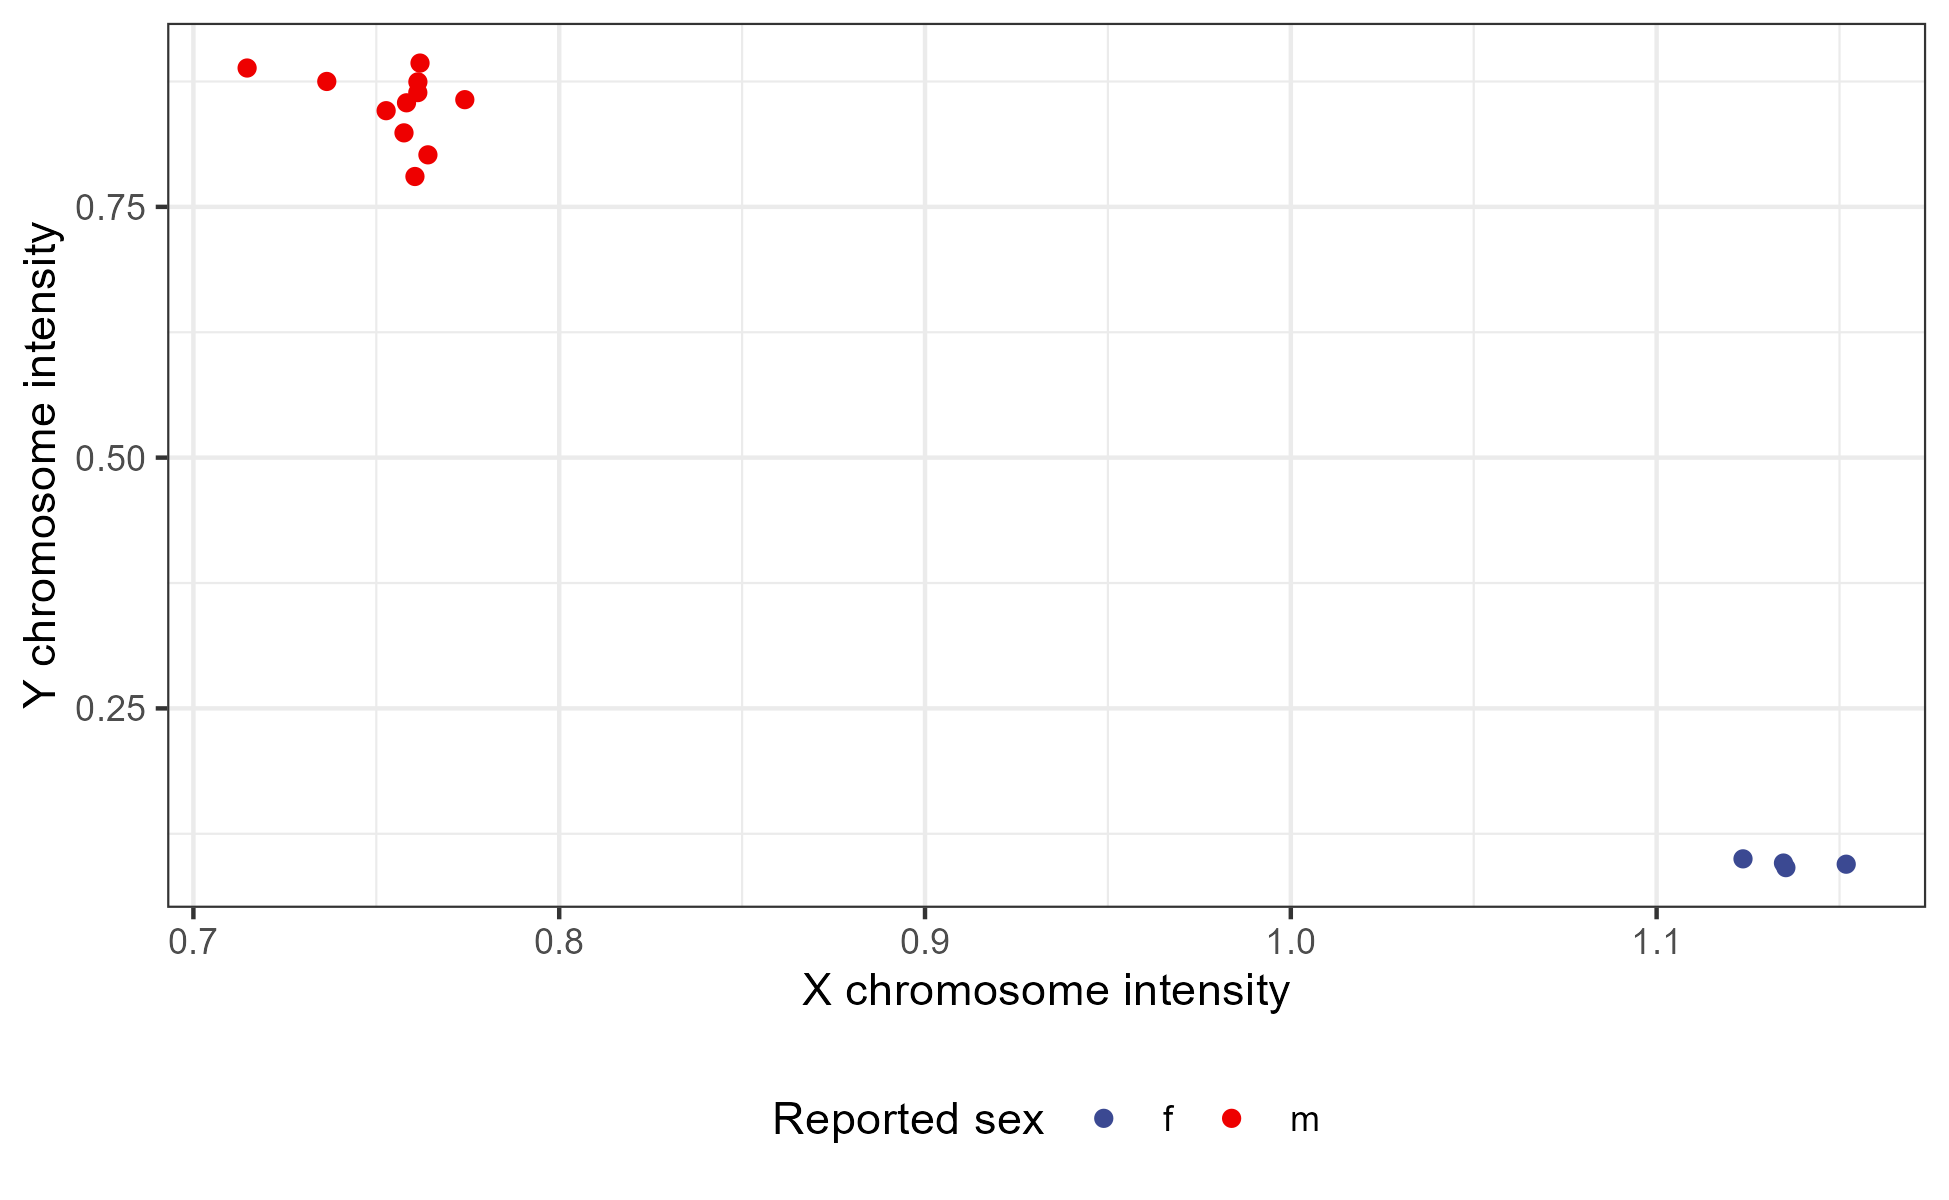 Y chromosome intensity
0.75
0.50
0.25
0.7 0.8 0.9 1.0 1.1
X chromosome intensity
Reported sex f m